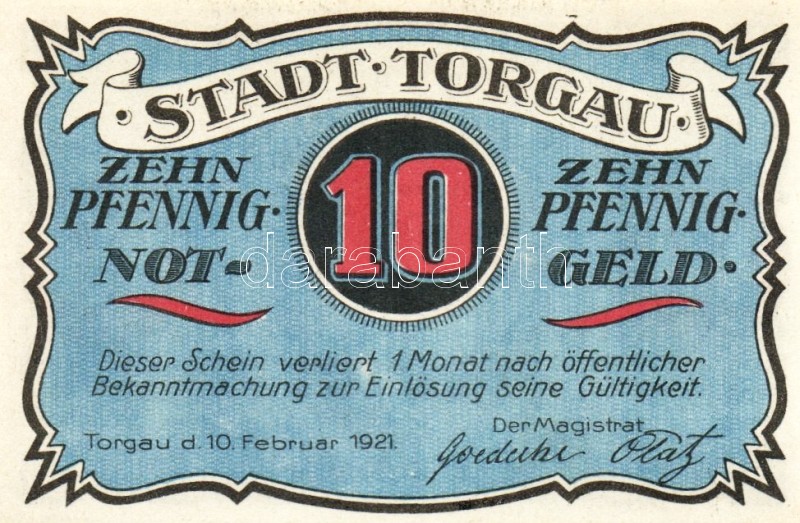 · STADT · TORGAU ·
ZEHN
PFENNIG ·
NOT-
10
ZEHN
PFENNIG ·
GELD ·
darabanth
Dieser Schein verliert 1 Monat nach öffentlicher
Bekanntmachung zur Einlösung seine Gültigkeit.
Torgau d. 10. Februar 1921.
Der Magistrat